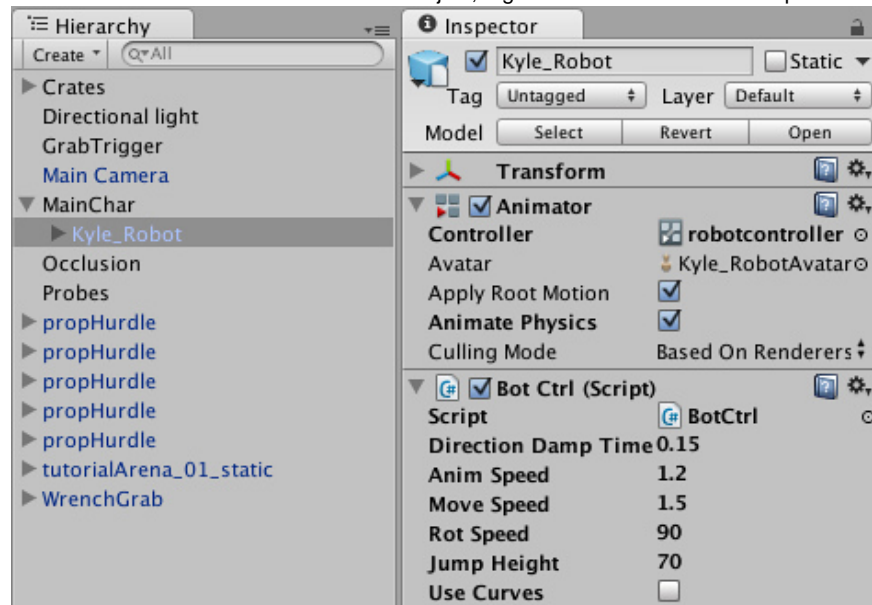 Hierarchy
Create
All
Crates
Directional light
GrabTrigger
Main Camera
MainChar
Kyle_Robot
Occlusion
Probes
propHurdle
propHurdle
propHurdle
propHurdle
propHurdle
tutorialArena_01_static
WrenchGrab
Inspector
Kyle_Robot Static
Tag Untagged Layer Default
Model Select Revert Open
Transform
Animator
Controller robotcontroller
Avatar Kyle_RobotAvatar
Apply Root Motion
Animate Physics
Culling Mode Based On Renderers
C# Bot Ctrl (Script)
Script C# BotCtrl
Direction Damp Time 0.15
Anim Speed 1.2
Move Speed 1.5
Rot Speed 90
Jump Height 70
Use Curves